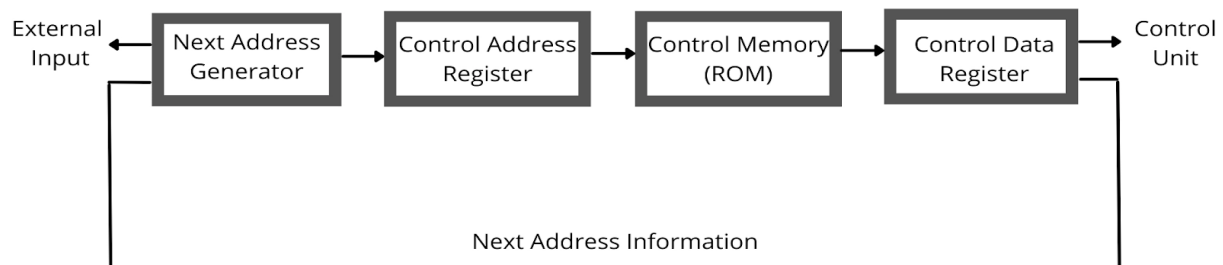 External
Input
Next Address
Generator
Control Address
Register
Control Memory
(ROM)
Control Data
Register
Control
Unit
Next Address Information